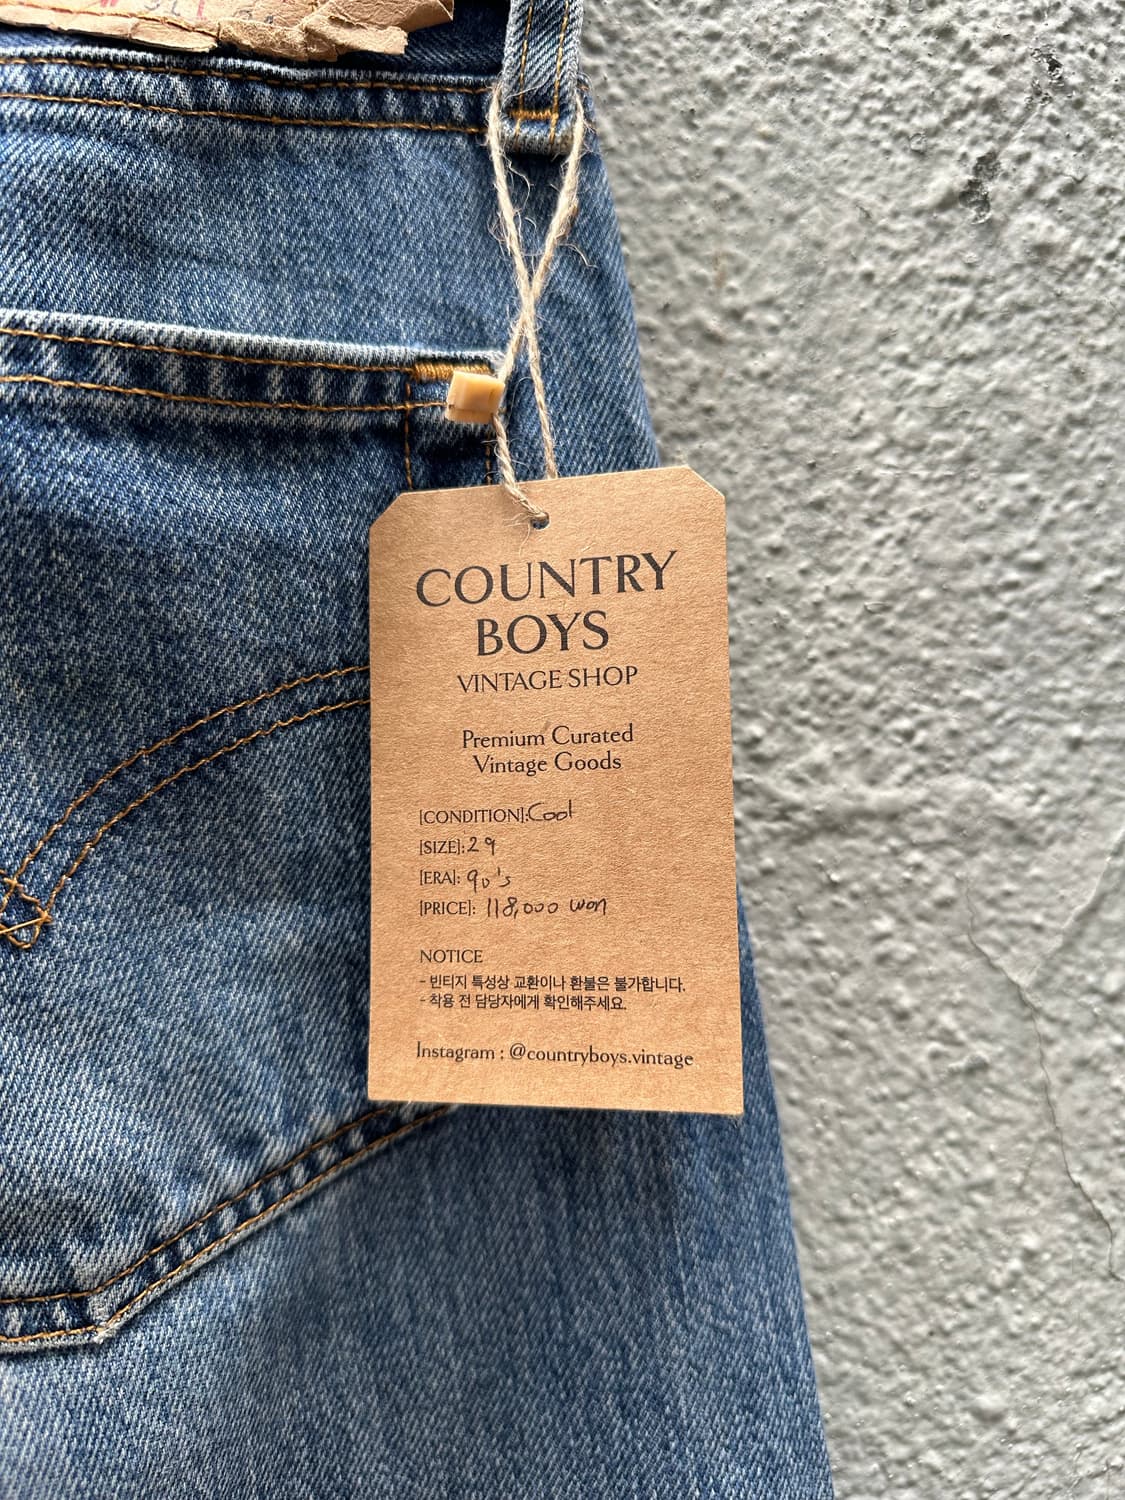 COUNTRY
BOYS
VINTAGE SHOP
Premium Curated
Vintage Goods
[CONDITION]: Cool
[SIZE]: 29
[ERA]: 90's
[PRICE]: 118,000 won
NOTICE
- 빈티지 특성상 교환이나 환불은 불가합니다.
- 착용 전 담당자에게 확인해주세요.
Instagram : @countryboys.vintage